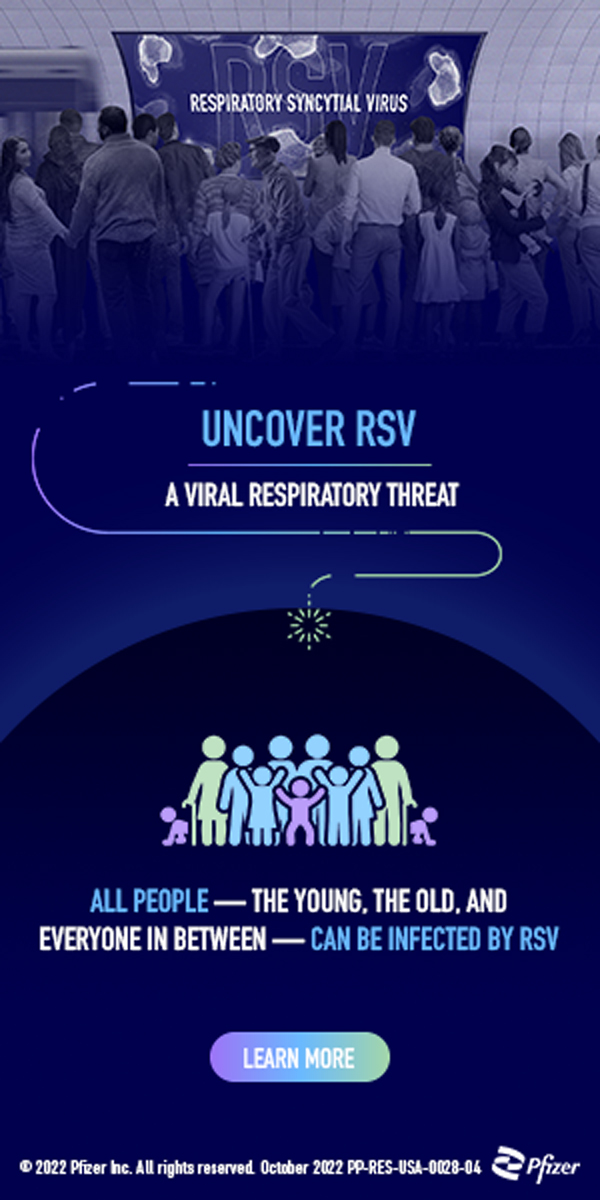 RSV
RESPIRATORY SYNCYTIAL VIRUS
UNCOVER RSV
A VIRAL RESPIRATORY THREAT
ALL PEOPLE — THE YOUNG, THE OLD, AND
EVERYONE IN BETWEEN — CAN BE INFECTED BY RSV
LEARN MORE
© 2022 Pfizer Inc. All rights reserved. October 2022 PP-RES-USA-0028-04 Pfizer